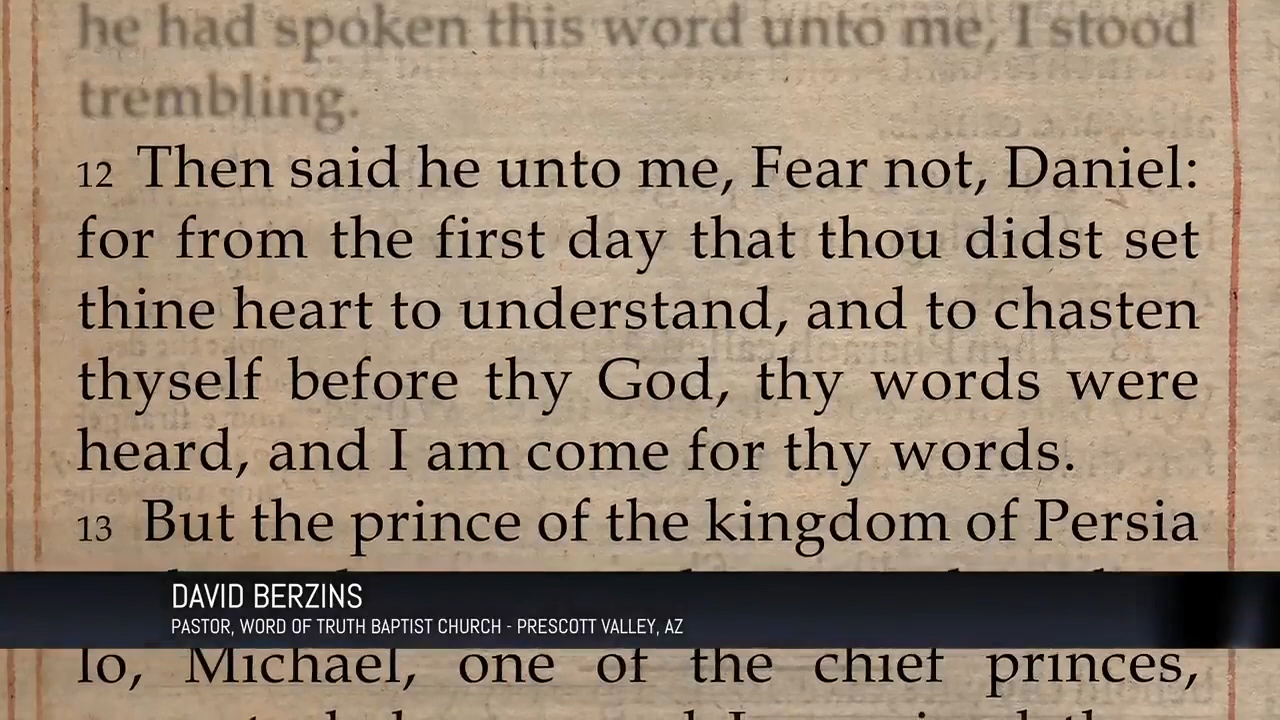 he had spoken this word unto me, I stood
trembling.
12 Then said he unto me, Fear not, Daniel:
for from the first day that thou didst set
thine heart to understand, and to chasten
thyself before thy God, thy words were
heard, and I am come for thy words.
13 But the prince of the kingdom of Persia
DAVID BERZINS
PASTOR, WORD OF TRUTH BAPTIST CHURCH - PRESCOTT VALLEY, AZ
lo, Michael, one of the chief princes,